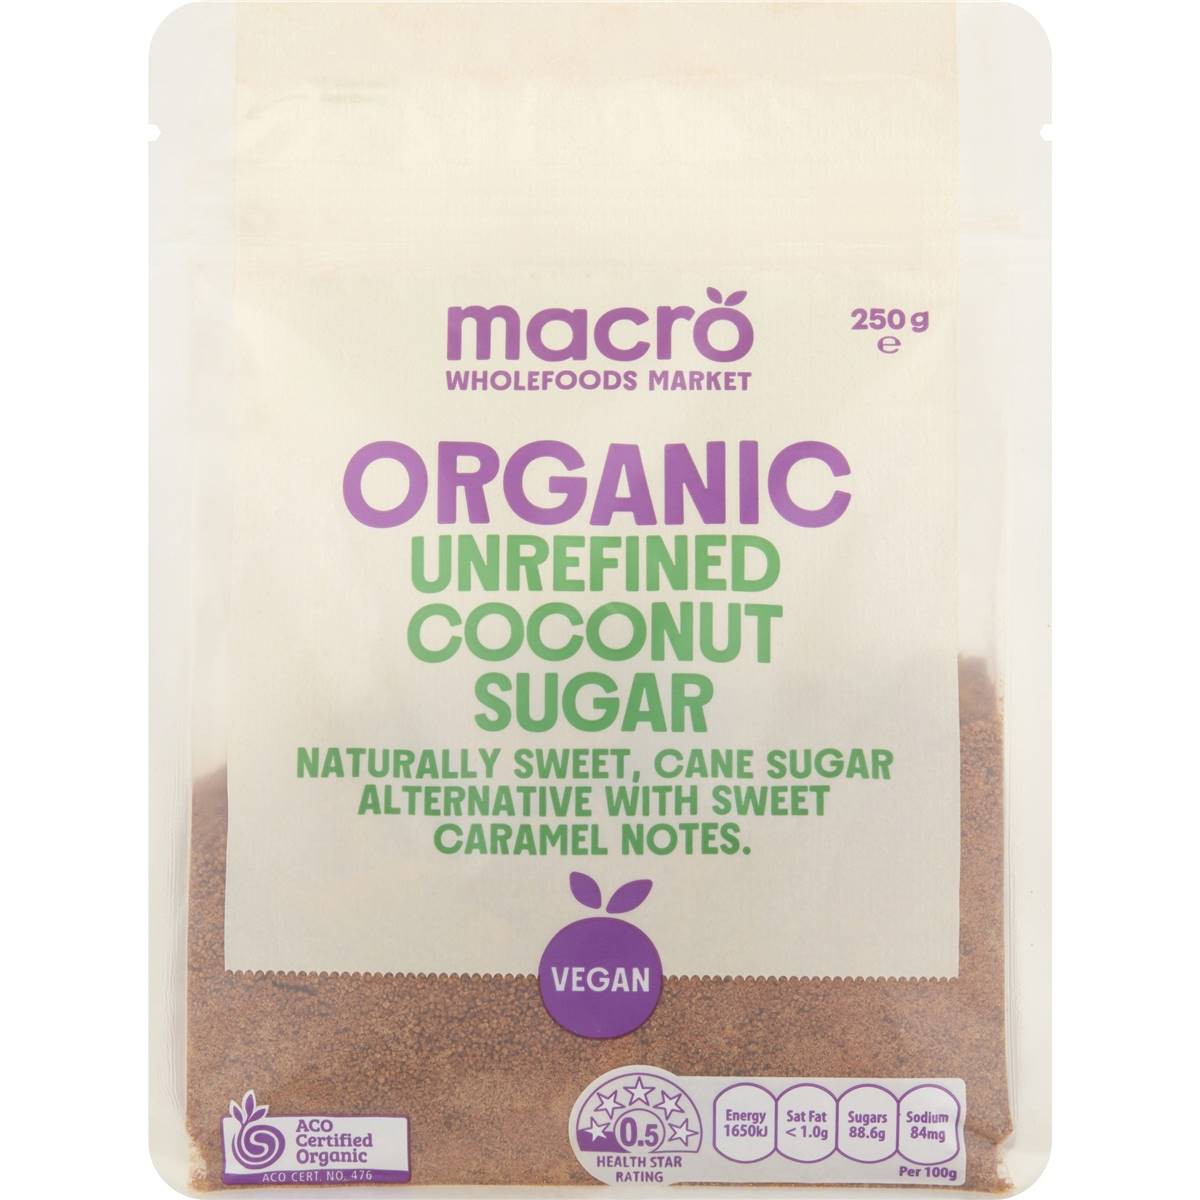 macro
WHOLEFOODS MARKET
250 g
℮
ORGANIC
UNREFINED
COCONUT
SUGAR
NATURALLY SWEET, CANE SUGAR
ALTERNATIVE WITH SWEET
CARAMEL NOTES.
VEGAN
ACO
Certified
Organic
ACO CERT. NO. 476
0.5
HEALTH STAR
RATING
Energy
1650kJ
Sat Fat
< 1.0g
Sugars
88.6g
Sodium
84mg
Per 100g